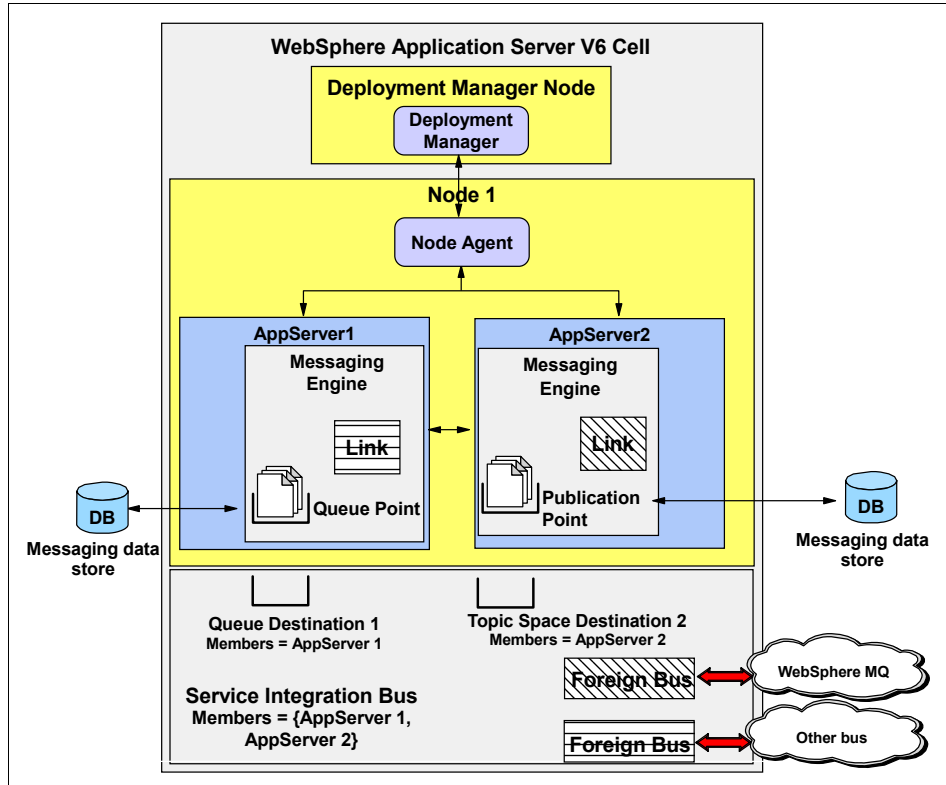 WebSphere Application Server V6 Cell
Deployment Manager Node
Deployment
Manager
Node 1
Node Agent
AppServer1
Messaging
Engine
Link
Queue Point
AppServer2
Messaging
Engine
Link
Publication
Point
DB
Messaging data
store
DB
Messaging data
store
Queue Destination 1
Members = AppServer 1
Topic Space Destination 2
Members = AppServer 2
Service Integration Bus
Members = {AppServer 1,
AppServer 2}
Foreign Bus
WebSphere MQ
Foreign Bus
Other bus